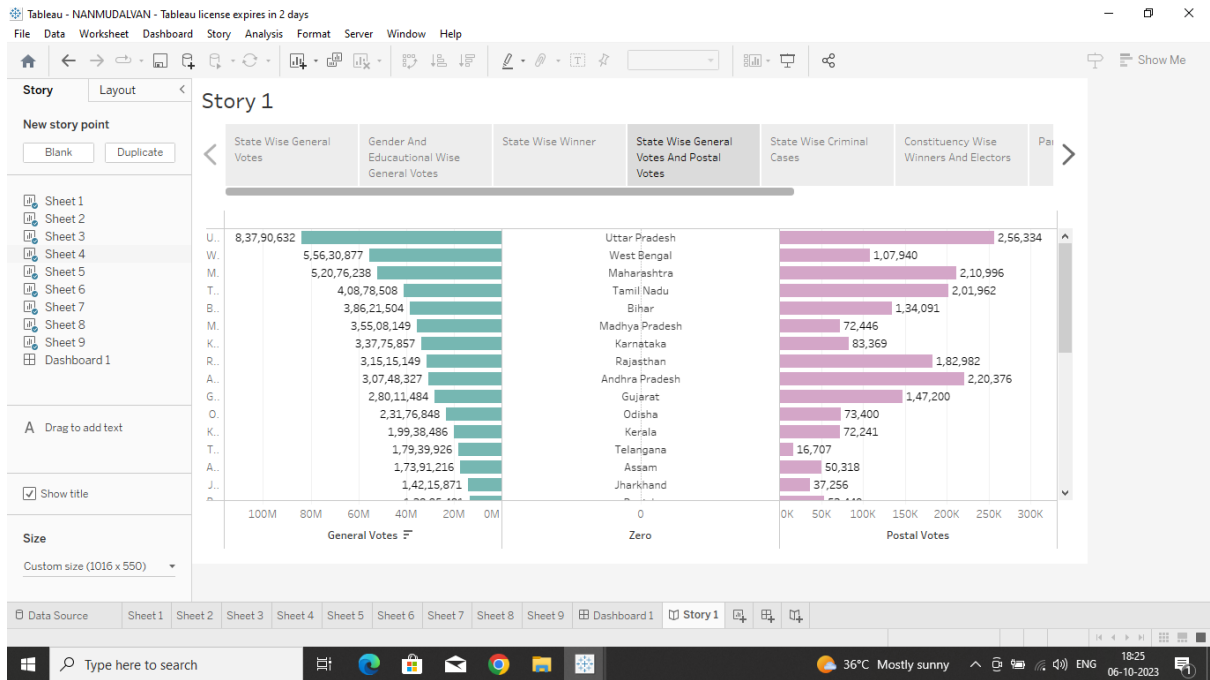 Tableau - NANMUDALVAN - Tableau license expires in 2 days
File Data Worksheet Dashboard Story Analysis Format Server Window Help
Show Me
Story Layout
New story point
Blank Duplicate
Sheet 1
Sheet 2
Sheet 3
Sheet 4
Sheet 5
Sheet 6
Sheet 7
Sheet 8
Sheet 9
Dashboard 1
A Drag to add text
Show title
Size
Custom size (1016 x 550)
Story 1
State Wise General
Votes
Gender And
Educautional Wise
General Votes
State Wise Winner
State Wise General
Votes And Postal
Votes
State Wise Criminal
Cases
Constituency Wise
Winners And Electors
U.. 8,37,90,632 Uttar Pradesh 2,56,334
W. 5,56,30,877 West Bengal 1,07,940
M. 5,20,76,238 Maharashtra 2,10,996
T.. 4,08,78,508 Tamil Nadu 2,01,962
B.. 3,86,21,504 Bihar 1,34,091
M. 3,55,08,149 Madhya Pradesh 72,446
K.. 3,37,75,857 Karnataka 83,369
R.. 3,15,15,149 Rajasthan 1,82,982
A.. 3,07,48,327 Andhra Pradesh 2,20,376
G.. 2,80,11,484 Gujarat 1,47,200
O. 2,31,76,848 Odisha 73,400
K.. 1,99,38,486 Kerala 72,241
T.. 1,79,39,926 Telangana 16,707
A.. 1,73,91,216 Assam 50,318
J.. 1,42,15,871 Jharkhand 37,256
100M 80M 60M 40M 20M 0M 0 0K 50K 100K 150K 200K 250K 300K
General Votes Zero Postal Votes
Data Source Sheet 1 Sheet 2 Sheet 3 Sheet 4 Sheet 5 Sheet 6 Sheet 7 Sheet 8 Sheet 9 Dashboard 1 Story 1
Type here to search
36°C Mostly sunny ENG
18:25
06-10-2023
1